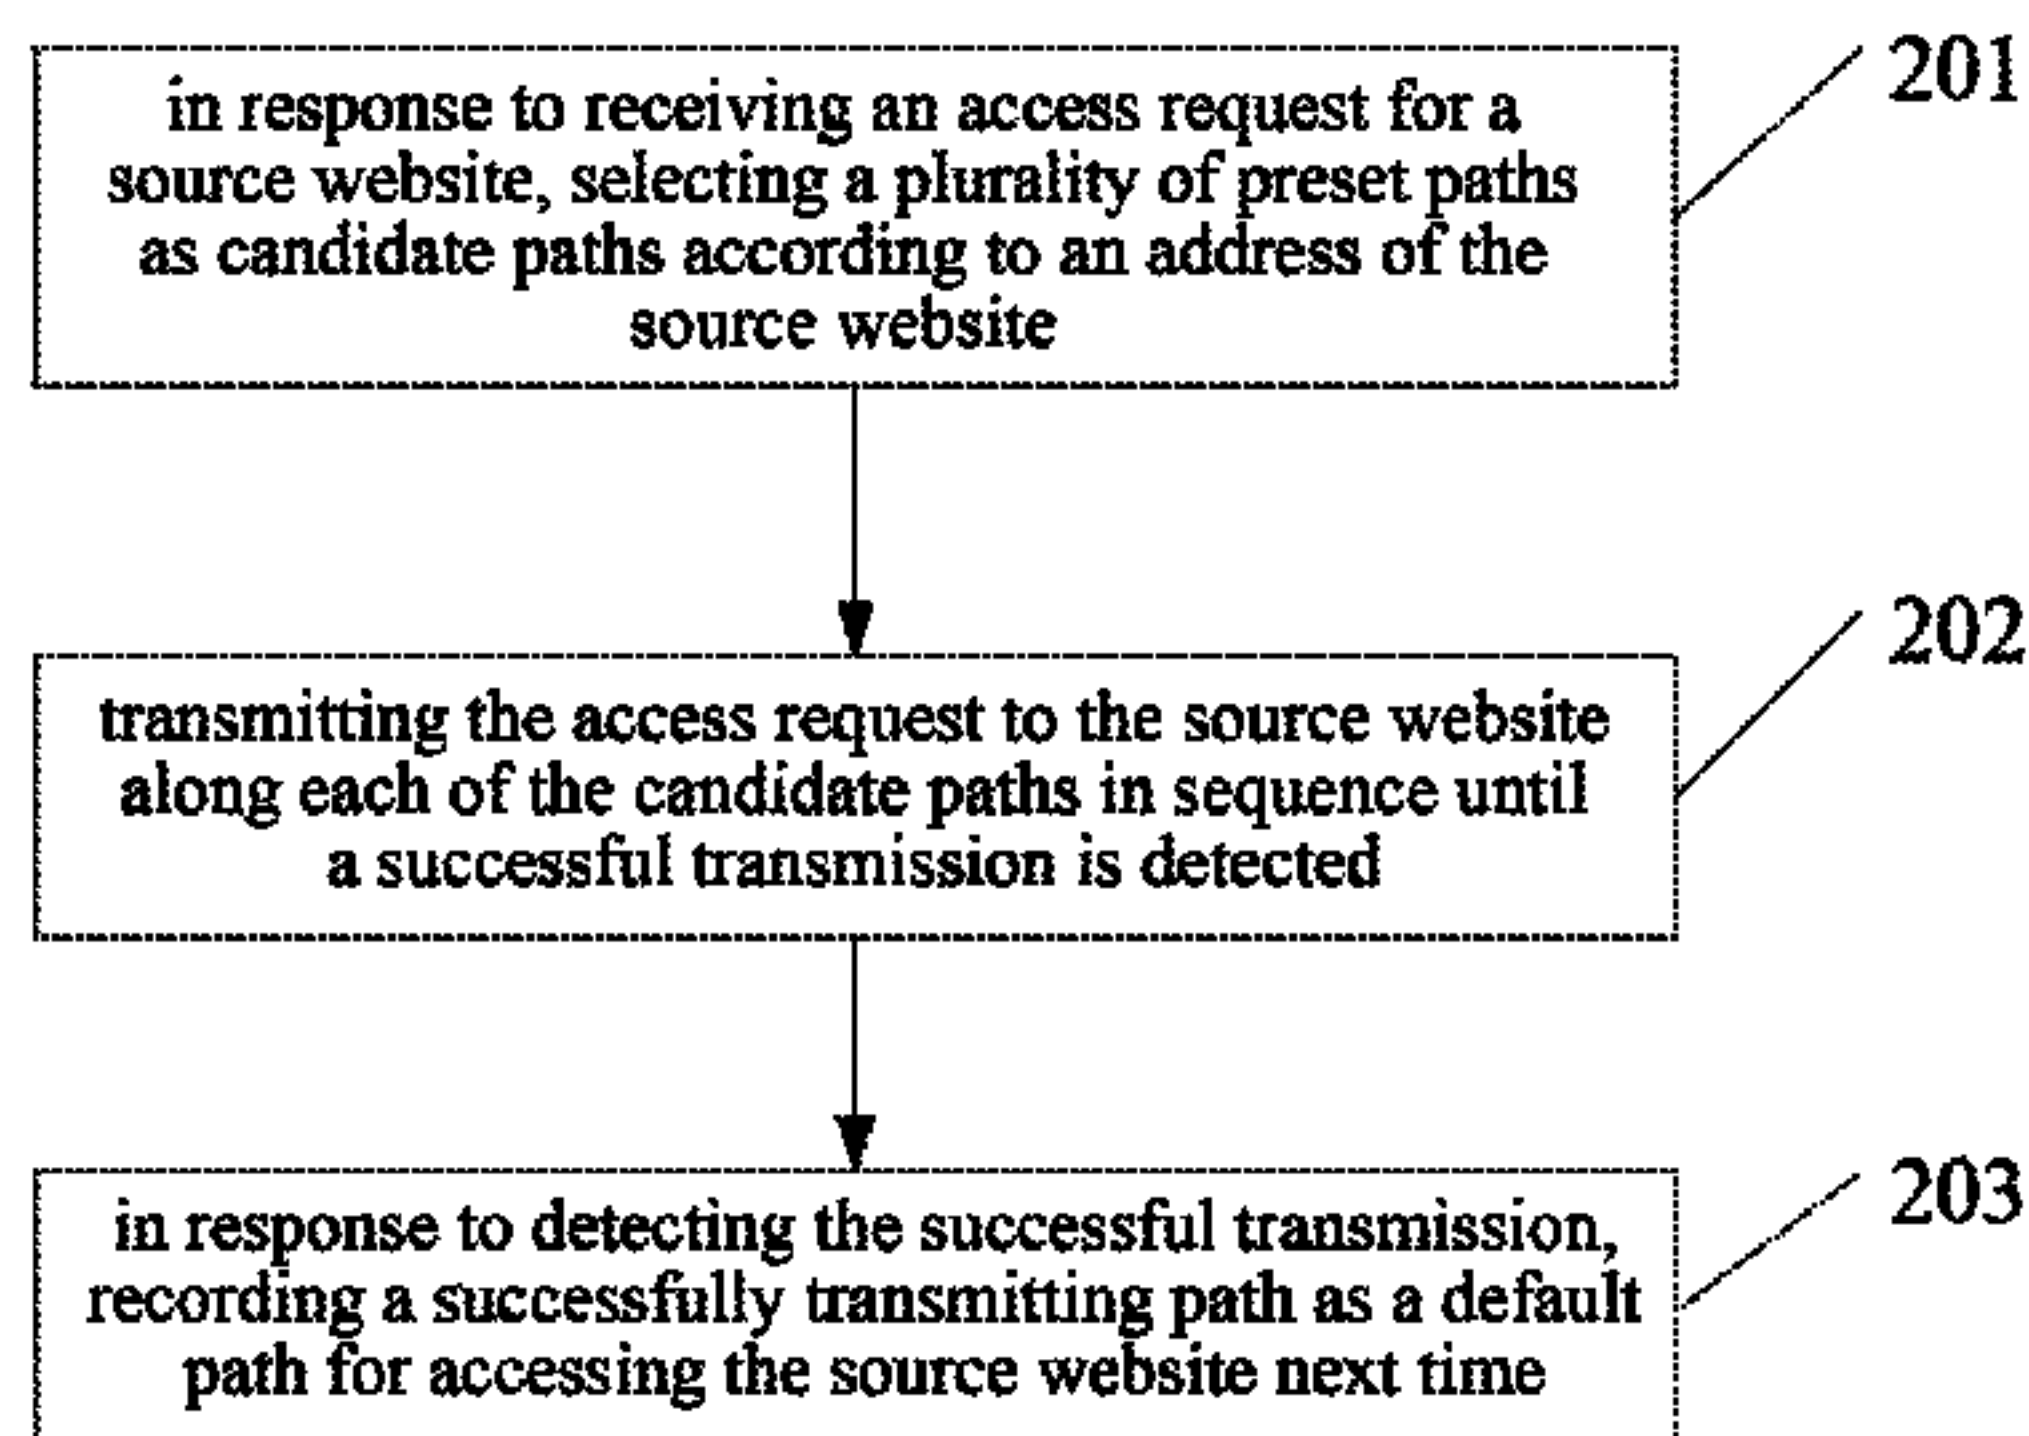 in response to receiving an access request for a
source website, selecting a plurality of preset paths
as candidate paths according to an address of the
source website
201
transmitting the access request to the source website
along each of the candidate paths in sequence until
a successful transmission is detected
202
in response to detecting the successful transmission,
recording a successfully transmitting path as a default
path for accessing the source website next time
203